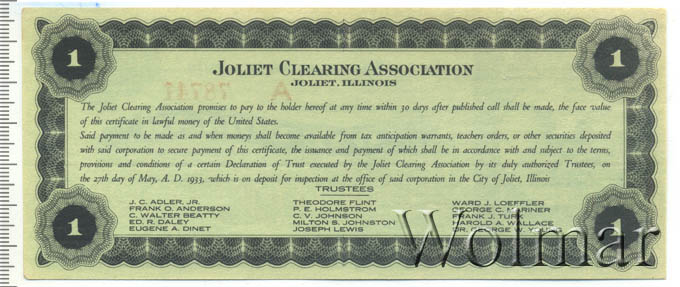 1 1
JOLIET CLEARING ASSOCIATION
JOLIET, ILLINOIS
A 78741
The Joliet Clearing Association promises to pay to the holder hereof at any time within 30 days after published call shall be made, the face value
of this certificate in lawful money of the United States.
Said payment to be made as and when moneys shall become available from tax anticipation warrants, teachers orders, or other securities deposited
with said corporation to secure payment of this certificate, the issuance and payment of which shall be in accordance with and subject to the terms,
provisions and conditions of a certain Declaration of Trust executed by the Joliet Clearing Association by its duly authorized Trustees, on
the 27th day of May, A. D. 1933, which is on deposit for inspection at the office of said corporation in the City of Joliet, Illinois
TRUSTEES
J. C. ADLER, JR. THEODORE FLINT WARD J. LOEFFLER
FRANK O. ANDERSON P. E. HOLMSTROM GEORGE C. MARINER
C. WALTER BEATTY C. V. JOHNSON FRANK J. TURK
ED. R. DALEY MILTON S. JOHNSTON HAROLD A. WALLACE
EUGENE A. DINET JOSEPH LEWIS DR. GEORGE W.
1 1
Wolmar